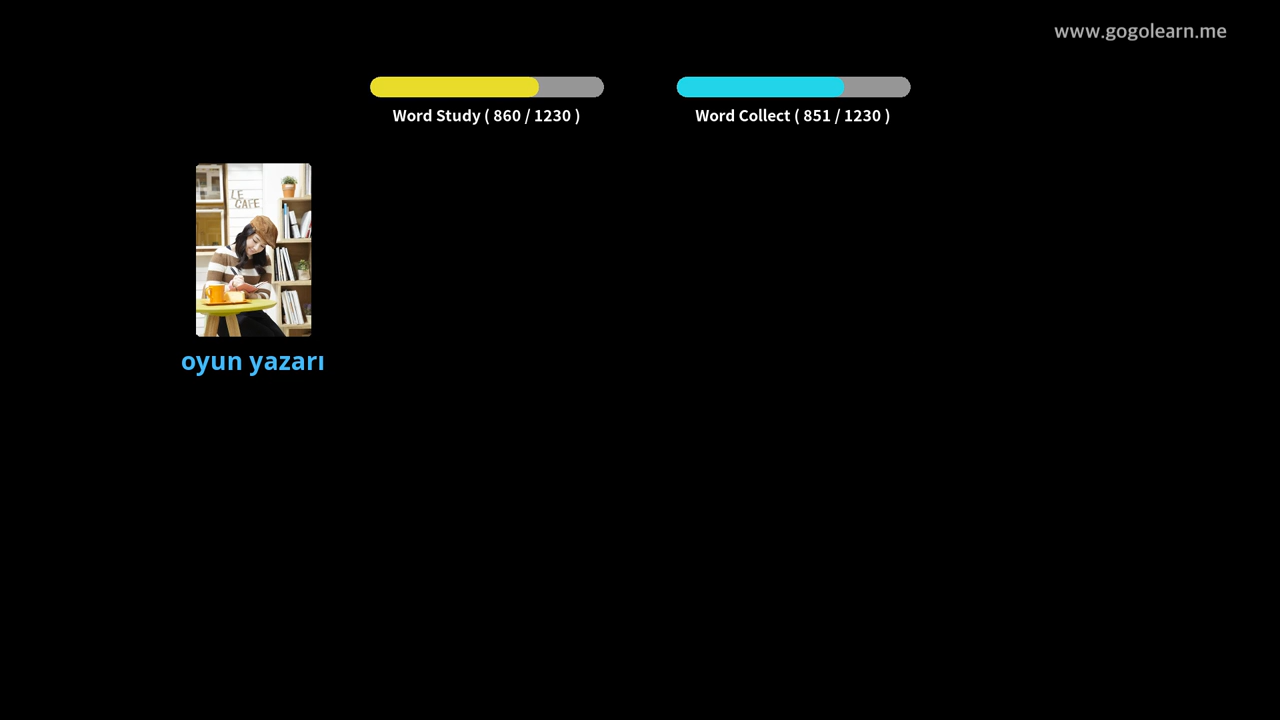 www.gogolearn.me
Word Study ( 860 / 1230 )
Word Collect ( 851 / 1230 )
LE
CAFE
oyun yazarı